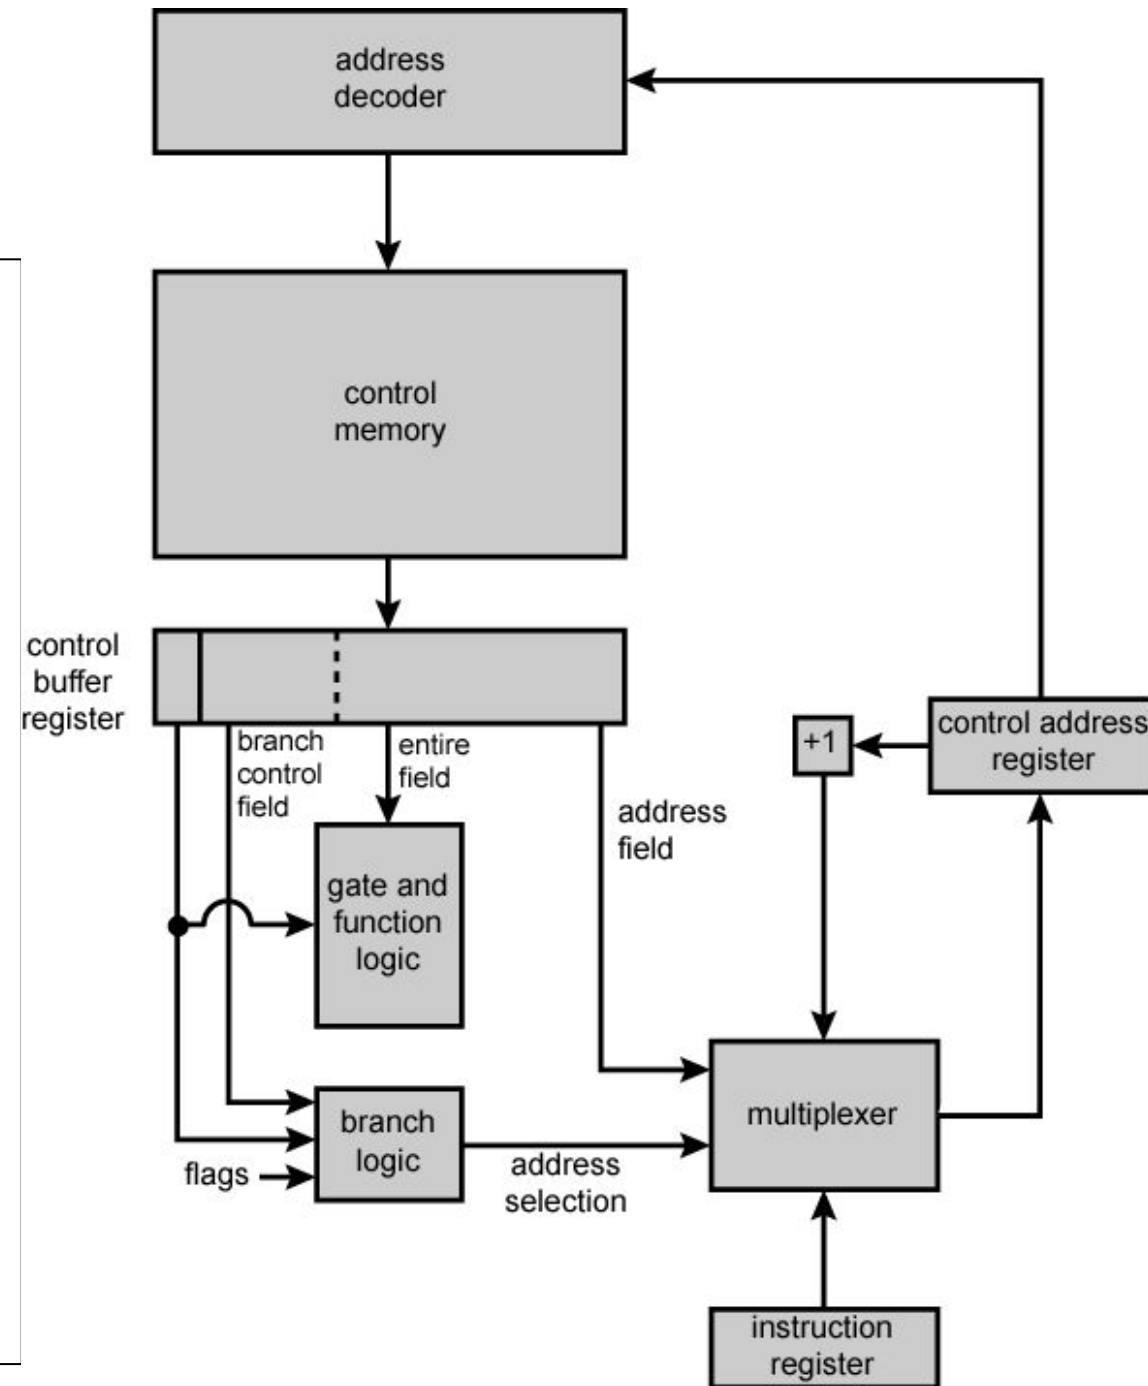 address
decoder
control
memory
control
buffer
register
branch
control
field
entire
field
address
field
+1
control address
register
gate and
function
logic
branch
logic
flags
address
selection
multiplexer
instruction
register